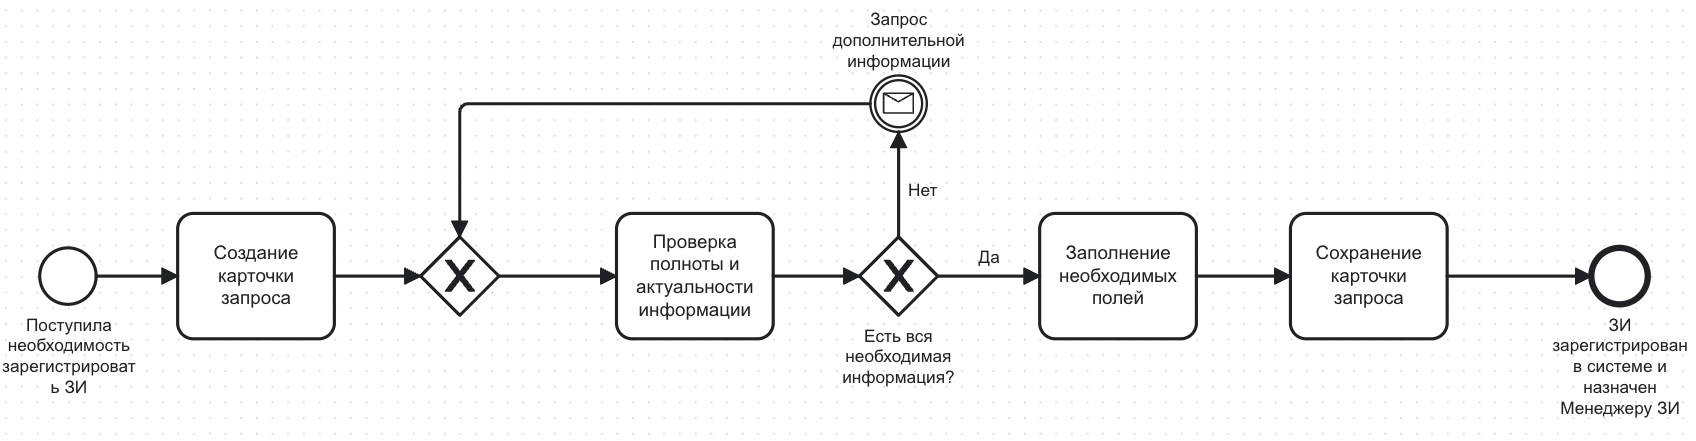 Запрос
дополнительной
информации
Нет
Создание
карточки
запроса
X
Проверка
полноты и
актуальности
информации
X
Да
Заполнение
необходимых
полей
Сохранение
карточки
запроса
Поступила
необходимость
зарегистрироват
ь ЗИ
Есть вся
необходимая
информация?
ЗИ
зарегистрирован
в системе и
назначен
Менеджеру ЗИ